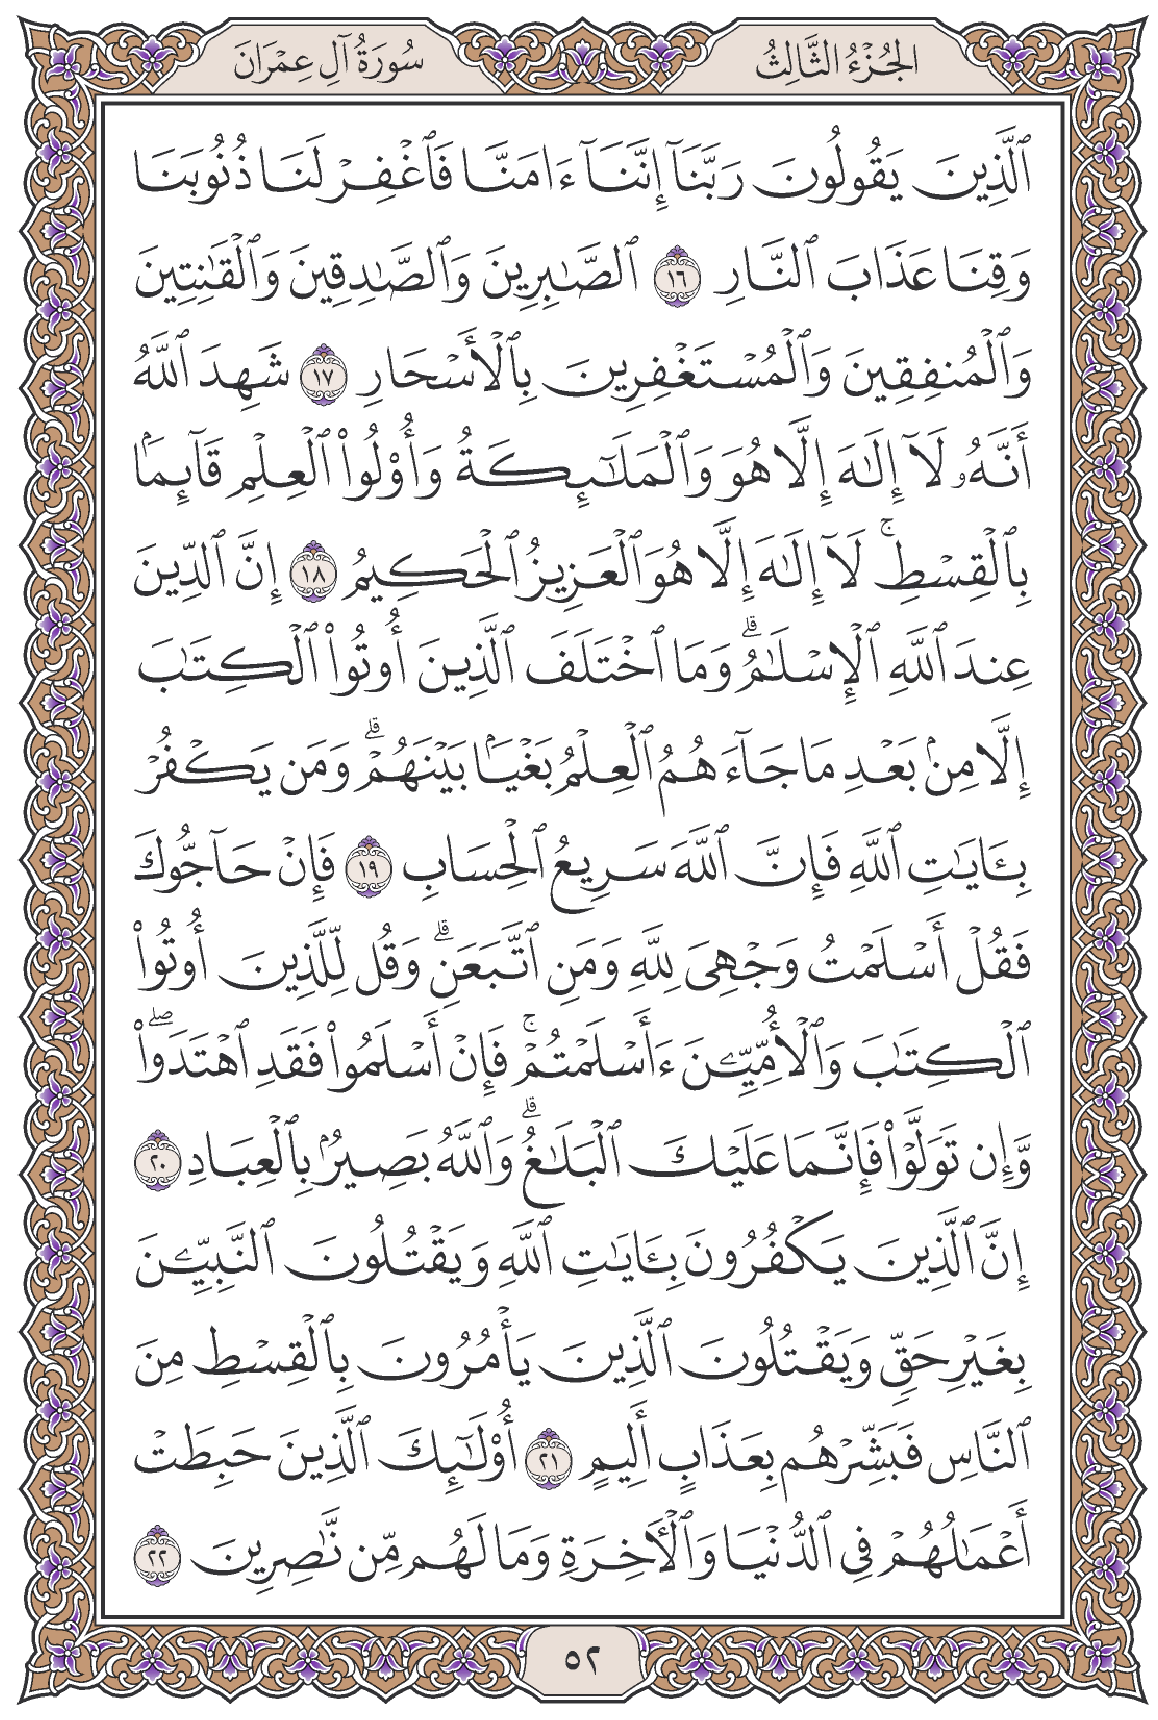 الجُزْءُ الثَّالِثُ
سُورَةُ آلِ عِمْرَانَ
ٱلَّذِينَ يَقُولُونَ رَبَّنَآ إِنَّنَآ ءَامَنَّا فَٱغْفِرْ لَنَا ذُنُوبَنَا
وَقِنَا عَذَابَ ٱلنَّارِ ١٦ ٱلصَّٰبِرِينَ وَٱلصَّٰدِقِينَ وَٱلْقَٰنِتِينَ
وَٱلْمُنفِقِينَ وَٱلْمُسْتَغْفِرِينَ بِٱلْأَسْحَارِ ١٧ شَهِدَ ٱللَّهُ
أَنَّهُۥ لَآ إِلَٰهَ إِلَّا هُوَ وَٱلْمَلَٰٓئِكَةُ وَأُو۟لُوا۟ ٱلْعِلْمِ قَآئِمَۢا
بِٱلْقِسْطِۚ لَآ إِلَٰهَ إِلَّا هُوَ ٱلْعَزِيزُ ٱلْحَكِيمُ ١٨ إِنَّ ٱلدِّينَ
عِندَ ٱللَّهِ ٱلْإِسْلَٰمُۗ وَمَا ٱخْتَلَفَ ٱلَّذِينَ أُوتُوا۟ ٱلْكِتَٰبَ
إِلَّا مِنۢ بَعْدِ مَا جَآءَهُمُ ٱلْعِلْمُ بَغْيَۢا بَيْنَهُمْۗ وَمَن يَكْفُرْ
بِـَٔايَٰتِ ٱللَّهِ فَإِنَّ ٱللَّهَ سَرِيعُ ٱلْحِسَابِ ١٩ فَإِنْ حَآجُّوكَ
فَقُلْ أَسْلَمْتُ وَجْهِىَ لِلَّهِ وَمَنِ ٱتَّبَعَنِۗ وَقُل لِّلَّذِينَ أُوتُوا۟
ٱلْكِتَٰبَ وَٱلْأُمِّيِّـۧنَ ءَأَسْلَمْتُمْۚ فَإِنْ أَسْلَمُوا۟ فَقَدِ ٱهْتَدَوا۟ۖ
وَّإِن تَوَلَّوْا۟ فَإِنَّمَا عَلَيْكَ ٱلْبَلَٰغُۗ وَٱللَّهُ بَصِيرُۢ بِٱلْعِبَادِ ٢٠
إِنَّ ٱلَّذِينَ يَكْفُرُونَ بِـَٔايَٰتِ ٱللَّهِ وَيَقْتُلُونَ ٱلنَّبِيِّـۧنَ
بِغَيْرِ حَقٍّ وَيَقْتُلُونَ ٱلَّذِينَ يَأْمُرُونَ بِٱلْقِسْطِ مِنَ
ٱلنَّاسِ فَبَشِّرْهُم بِعَذَابٍ أَلِيمٍ ٢١ أُو۟لَٰٓئِكَ ٱلَّذِينَ حَبِطَتْ
أَعْمَٰلُهُمْ فِى ٱلدُّنْيَا وَٱلْـَٔاخِرَةِ وَمَا لَهُم مِّن نَّٰصِرِينَ ٢٢
٥٢